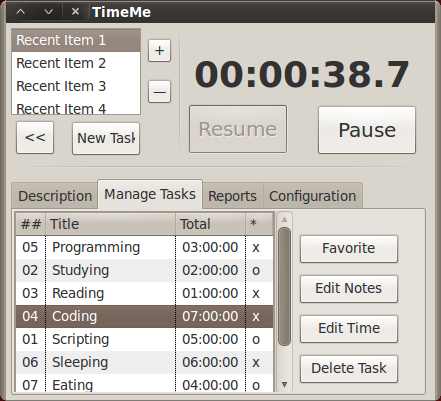 TimeMe
Recent Item 1
Recent Item 2
Recent Item 3
Recent Item 4
+
—
<<
New Task
00:00:38.7
Resume
Pause
Description Manage Tasks Reports Configuration
## Title Total *
05 Programming 03:00:00 x
02 Studying 02:00:00 o
03 Reading 01:00:00 x
04 Coding 07:00:00 x
01 Scripting 05:00:00 o
06 Sleeping 06:00:00 x
07 Eating 04:00:00 o
Favorite
Edit Notes
Edit Time
Delete Task